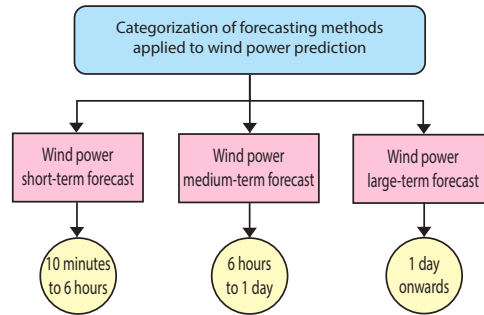 Categorization of forecasting methods
applied to wind power prediction
Wind power
short-term forecast
Wind power
medium-term forecast
Wind power
large-term forecast
10 minutes
to 6 hours
6 hours
to 1 day
1 day
onwards